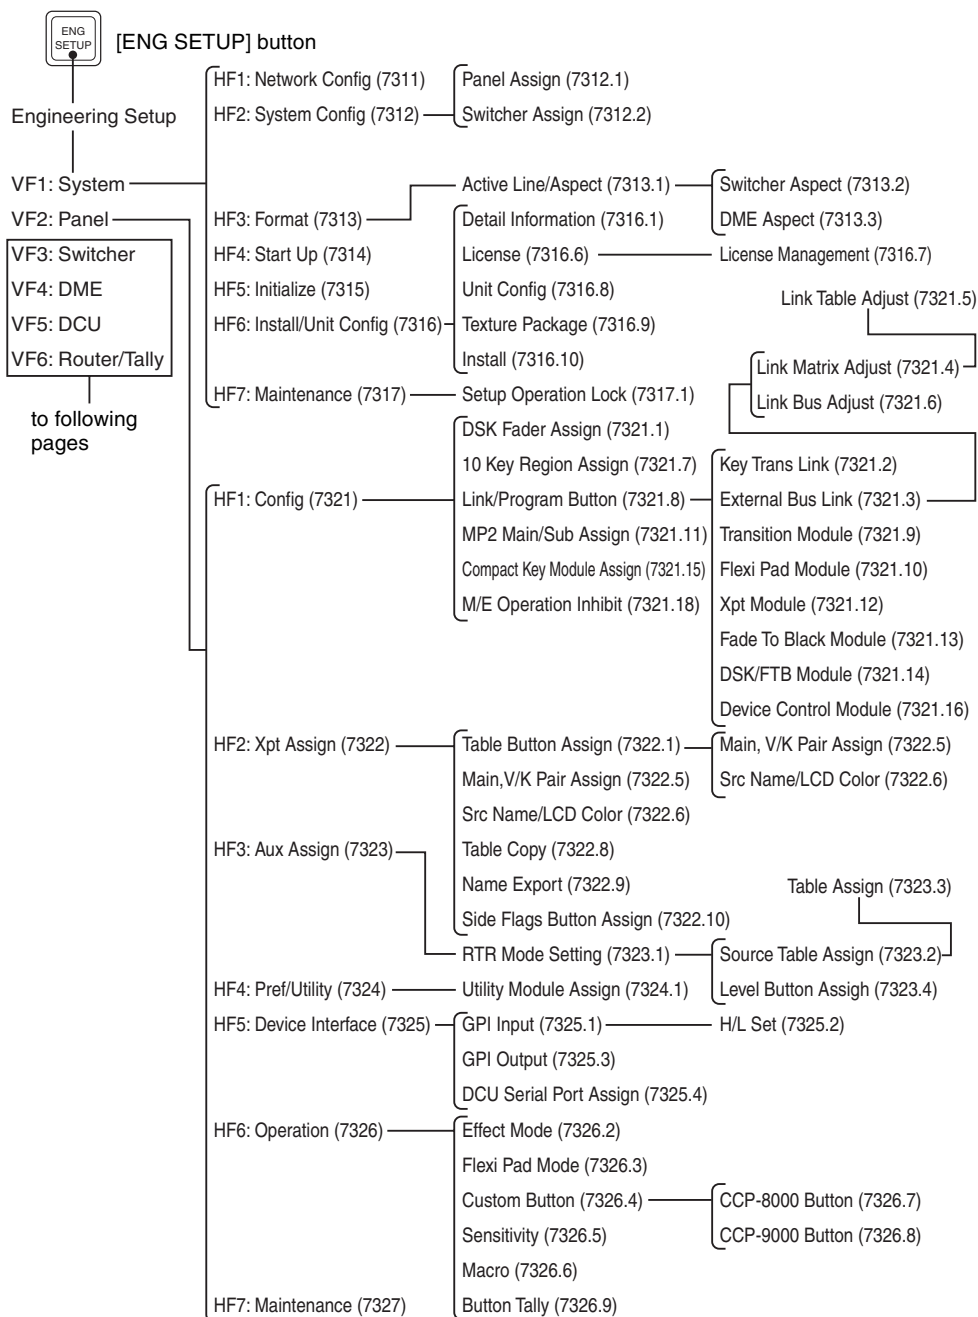 ENG
SETUP
[ENG SETUP] button
Engineering Setup
VF1: System
VF2: Panel
VF3: Switcher
VF4: DME
VF5: DCU
VF6: Router/Tally
to following
pages
HF1: Network Config (7311)
HF2: System Config (7312)
Panel Assign (7312.1)
Switcher Assign (7312.2)
HF3: Format (7313)
Active Line/Aspect (7313.1)
Switcher Aspect (7313.2)
DME Aspect (7313.3)
HF4: Start Up (7314)
HF5: Initialize (7315)
HF6: Install/Unit Config (7316)
Detail Information (7316.1)
License (7316.6)
License Management (7316.7)
Unit Config (7316.8)
Texture Package (7316.9)
Install (7316.10)
HF7: Maintenance (7317)
Setup Operation Lock (7317.1)
HF1: Config (7321)
DSK Fader Assign (7321.1)
10 Key Region Assign (7321.7)
Link/Program Button (7321.8)
MP2 Main/Sub Assign (7321.11)
Compact Key Module Assign (7321.15)
M/E Operation Inhibit (7321.18)
Key Trans Link (7321.2)
External Bus Link (7321.3)
Transition Module (7321.9)
Flexi Pad Module (7321.10)
Xpt Module (7321.12)
Fade To Black Module (7321.13)
DSK/FTB Module (7321.14)
Device Control Module (7321.16)
Link Table Adjust (7321.5)
Link Matrix Adjust (7321.4)
Link Bus Adjust (7321.6)
HF2: Xpt Assign (7322)
Table Button Assign (7322.1)
Main,V/K Pair Assign (7322.5)
Src Name/LCD Color (7322.6)
Table Copy (7322.8)
Name Export (7322.9)
Side Flags Button Assign (7322.10)
Main, V/K Pair Assign (7322.5)
Src Name/LCD Color (7322.6)
HF3: Aux Assign (7323)
RTR Mode Setting (7323.1)
Table Assign (7323.3)
Source Table Assign (7323.2)
Level Button Assigh (7323.4)
HF4: Pref/Utility (7324)
Utility Module Assign (7324.1)
HF5: Device Interface (7325)
GPI Input (7325.1)
H/L Set (7325.2)
GPI Output (7325.3)
DCU Serial Port Assign (7325.4)
HF6: Operation (7326)
Effect Mode (7326.2)
Flexi Pad Mode (7326.3)
Custom Button (7326.4)
CCP-8000 Button (7326.7)
CCP-9000 Button (7326.8)
Sensitivity (7326.5)
Macro (7326.6)
Button Tally (7326.9)
HF7: Maintenance (7327)